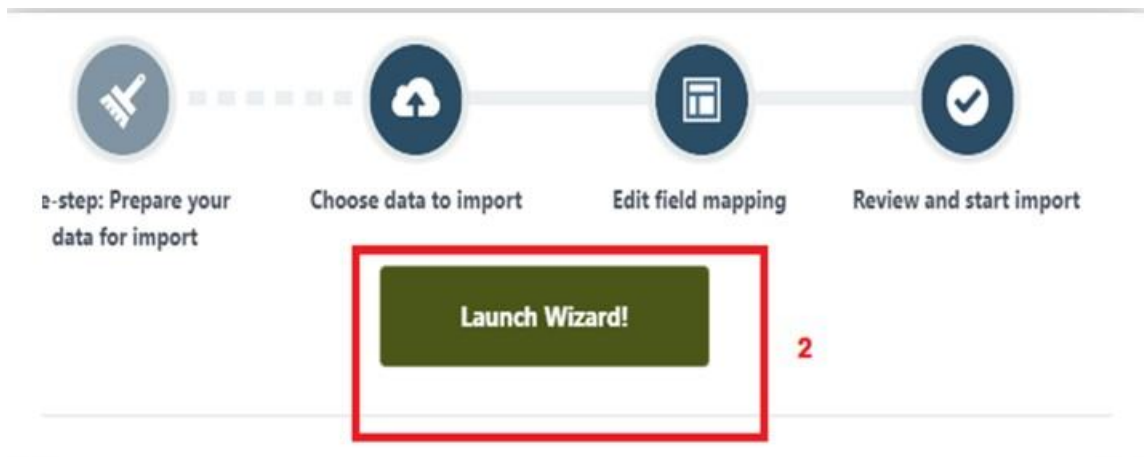 e-step: Prepare your
data for import
Choose data to import
Edit field mapping
Review and start import
Launch Wizard!
2